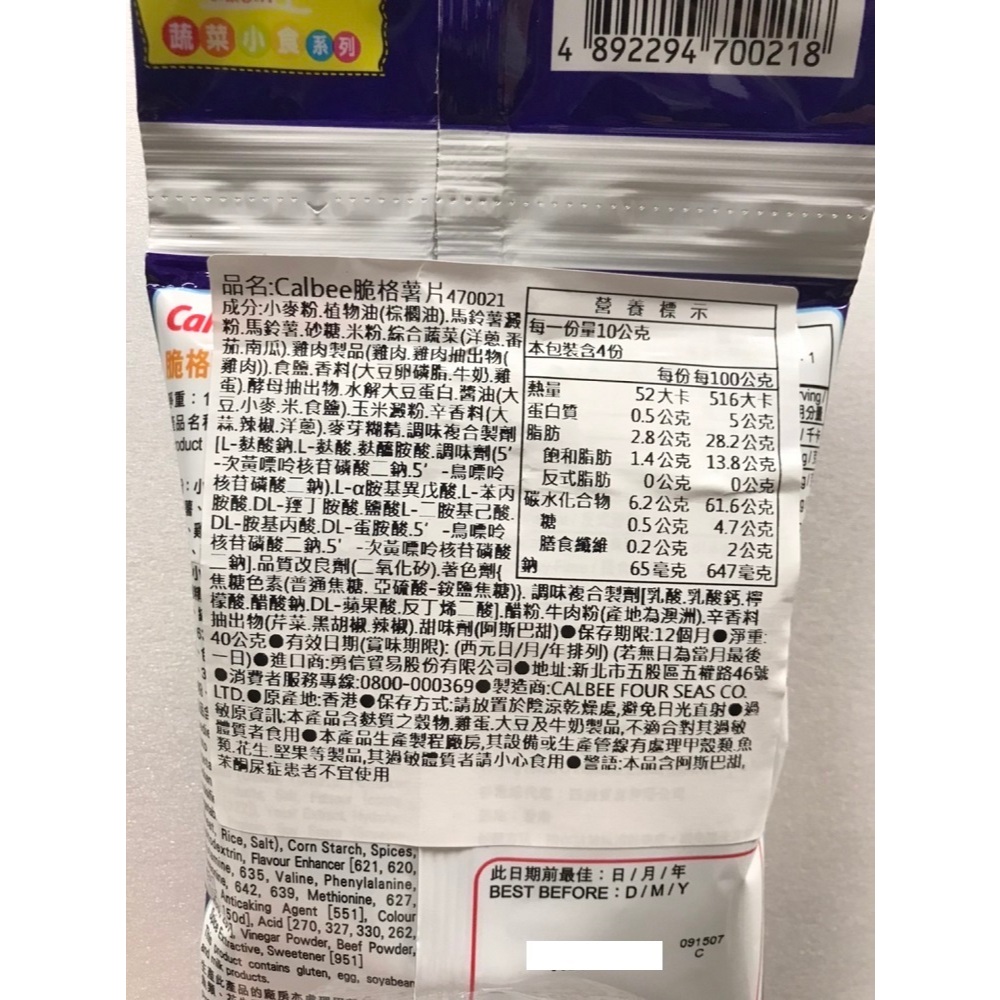 蔬菜小食系列
4 892294 700218
品名:Calbee脆格薯片470021
成分:小麥粉.植物油(棕櫚油).馬鈴薯澱
粉.馬鈴薯.砂糖.米粉.綜合蔬菜(洋蔥.番
茄.南瓜).雞肉製品(雞肉.雞肉抽出物(
雞肉)).食鹽.香料(大豆卵磷脂.牛奶.雞
蛋).酵母抽出物.水解大豆蛋白.醬油(大
豆.小麥.米.食鹽).玉米澱粉.辛香料(大
蒜.辣椒.洋蔥).麥芽糊精.調味複合製劑
[L-麩酸鈉.L-麩酸.麩醯胺酸.調味劑(5'
-次黃嘌呤核苷磷酸二鈉.5' -鳥嘌呤
核苷磷酸二鈉).L-α胺基異戊酸.L-苯丙
胺酸.DL-羥丁胺酸.鹽酸L-二胺基己酸.
DL-胺基丙酸.DL-蛋胺酸.5' -鳥嘌呤
核苷磷酸二鈉.5' -次黃嘌呤核苷磷酸
二鈉].品質改良劑(二氧化矽).著色劑{
焦糖色素(普通焦糖. 亞硫酸-銨鹽焦糖)}. 調味複合製劑[乳酸.乳酸鈣.檸
檬酸.醋酸鈉.DL-蘋果酸.反丁烯二酸].醋粉.牛肉粉(產地為澳洲).辛香料
抽出物(芹菜.黑胡椒.辣椒).甜味劑(阿斯巴甜)●保存期限:12個月●淨重:
40公克●有效日期(賞味期限): (西元日/月/年排列) (若無日為當月最後
一日)●進口商:勇信貿易股份有限公司●地址:新北市五股區五權路46號
●消費者服務專線:0800-000369●製造商:CALBEE FOUR SEAS CO.
LTD.●原產地:香港●保存方式:請放置於陰涼乾燥處,避免日光直射●過
敏原資訊:本產品含麩質之穀物.雞蛋.大豆及牛奶製品,不適合對其過敏
體質者食用●本產品生產製程廠房,其設備或生產管線有處理甲殼類.魚
類.花生.堅果等製品,其過敏體質者請小心食用●警語:本品含阿斯巴甜,
苯酮尿症患者不宜使用
營養標示
每一份量10公克
本包裝含4份
每份 每100公克
熱量 52大卡 516大卡
蛋白質 0.5公克 5公克
脂肪 2.8公克 28.2公克
飽和脂肪 1.4公克 13.8公克
反式脂肪 0公克 0公克
碳水化合物 6.2公克 61.6公克
糖 0.5公克 4.7公克
膳食纖維 0.2公克 2公克
鈉 65毫克 647毫克
Cal
脆格
Rice, Salt), Corn Starch, Spices,
Flavour Enhancer [621, 620,
635, Valine, Phenylalanine,
642, 639, Methionine, 627,
Anticaking Agent [551], Colour
Acid [270, 327, 330, 262,
Vinegar Powder, Beef Powder,
Sweetener [951]
product contains gluten, egg, soyabean
products.
此日期前最佳：日/月/年
BEST BEFORE：D/M/Y
091507
C